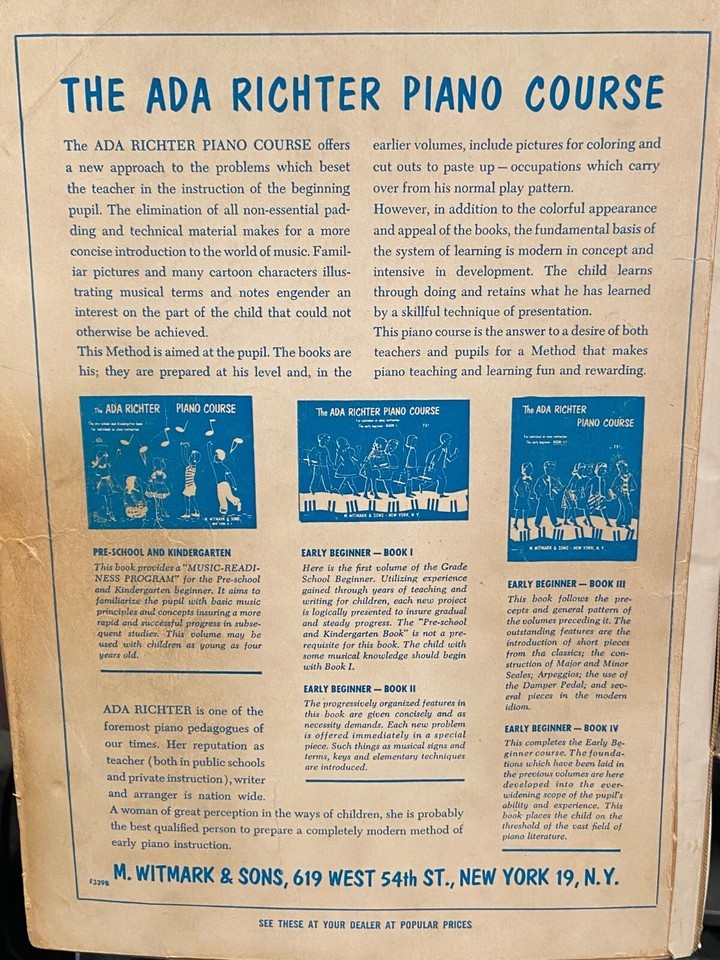 THE ADA RICHTER PIANO COURSE
The ADA RICHTER PIANO COURSE offers
a new approach to the problems which beset
the teacher in the instruction of the beginning
pupil. The elimination of all non-essential pad-
ding and technical material makes for a more
concise introduction to the world of music. Famil-
iar pictures and many cartoon characters illus-
trating musical terms and notes engender an
interest on the part of the child that could not
otherwise be achieved.
This Method is aimed at the pupil. The books are
his; they are prepared at his level and, in the
earlier volumes, include pictures for coloring and
cut outs to paste up — occupations which carry
over from his normal play pattern.
However, in addition to the colorful appearance
and appeal of the books, the fundamental basis of
the system of learning is modern in concept and
intensive in development. The child learns
through doing and retains what he has learned
by a skillful technique of presentation.
This piano course is the answer to a desire of both
teachers and pupils for a Method that makes
piano teaching and learning fun and rewarding.
The ADA RICHTER PIANO COURSE
M. WITMARK & SONS
NEW YORK, N.Y.
The ADA RICHTER PIANO COURSE
M. WITMARK & SONS - NEW YORK, N.Y.
The ADA RICHTER
PIANO COURSE
M. WITMARK & SONS - NEW YORK, N.Y.
PRE-SCHOOL AND KINDERGARTEN
This book provides a "MUSIC-READI-
NESS PROGRAM" for the Pre-school
and Kindergarten beginner. It aims to
familiarize the pupil with basic music
principles and concepts insuring a more
rapid and successful progress in subse-
quent studies. This volume may be
used with children as young as four
years old.
EARLY BEGINNER — BOOK I
Here is the first volume of the Grade
School Beginner. Utilizing experience
gained through years of teaching and
writing for children, each new project
is logically presented to insure gradual
and steady progress. The "Pre-school
and Kindergarten Book" is not a pre-
requisite for this book. The child with
some musical knowledge should begin
with Book I.
EARLY BEGINNER — BOOK II
The progressively organized features in
this book are given concisely and as
necessity demands. Each new problem
is offered immediately in a special
piece. Such things as musical signs and
terms, keys and elementary techniques
are introduced.
EARLY BEGINNER — BOOK III
This book follows the pre-
cepts and general pattern of
the volumes preceding it. The
outstanding features are the
introduction of short pieces
from the classics; the con-
struction of Major and Minor
Scales; Arpeggios; the use of
the Damper Pedal; and sev-
eral pieces in the modern
idiom.
EARLY BEGINNER — BOOK IV
This completes the Early Be-
ginner course. The founda-
tions which have been laid in
the previous volumes are here
developed into the ever-
widening scope of the pupil's
ability and experience. This
book places the child on the
threshold of the vast field of
piano literature.
ADA RICHTER is one of the
foremost piano pedagogues of
our times. Her reputation as
teacher (both in public schools
and private instruction), writer
and arranger is nation wide.
A woman of great perception in the ways of children, she is probably
the best qualified person to prepare a completely modern method of
early piano instruction.
M. WITMARK & SONS, 619 WEST 54th ST., NEW YORK 19, N.Y.
SEE THESE AT YOUR DEALER AT POPULAR PRICES